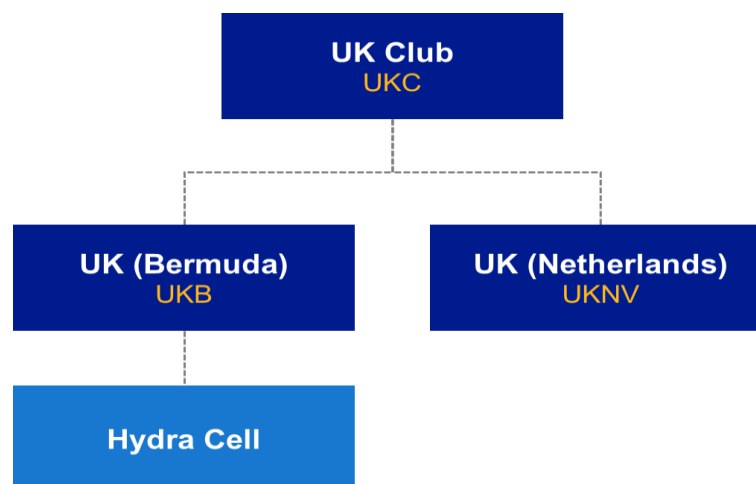 UK Club
UKC
UK (Bermuda)
UKB
UK (Netherlands)
UKNV
Hydra Cell